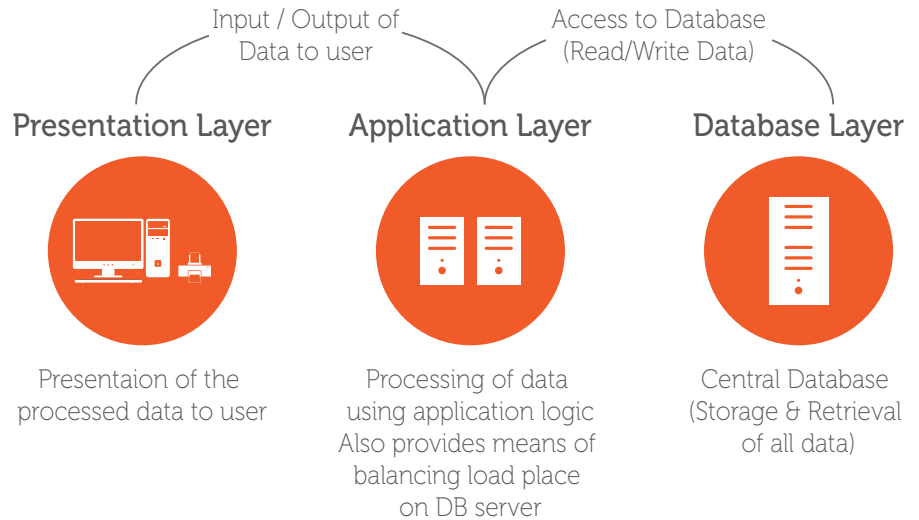 Input / Output of
Data to user
Access to Database
(Read/Write Data)
Presentation Layer
Application Layer
Database Layer
Presentaion of the
processed data to user
Processing of data
using application logic
Also provides means of
balancing load place
on DB server
Central Database
(Storage & Retrieval
of all data)